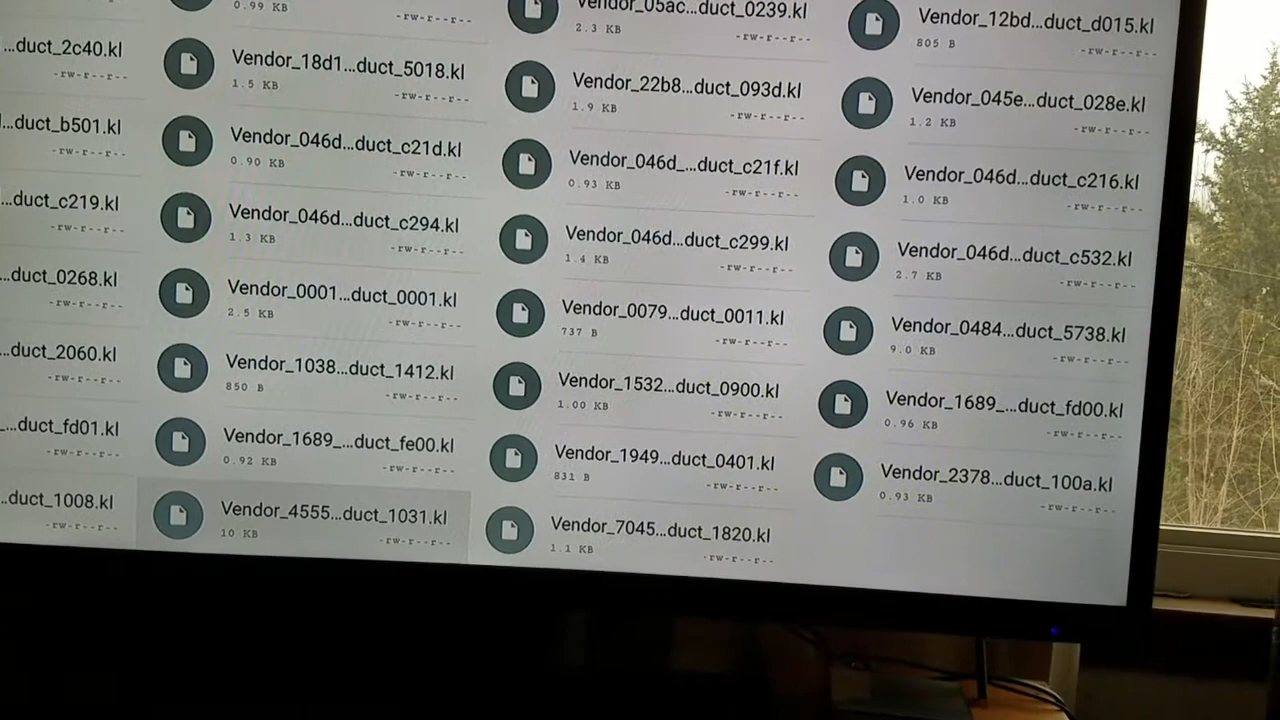 0.99 KB
-rw-r--r--
Vendor_05ac...duct_0239.kl
2.3 KB
-rw-r--r--
Vendor_12bd...duct_d015.kl
805 B
-rw-r--r--
...duct_2c40.kl
-rw-r--r--
Vendor_18d1...duct_5018.kl
1.5 KB
-rw-r--r--
Vendor_22b8...duct_093d.kl
1.9 KB
-rw-r--r--
Vendor_045e...duct_028e.kl
1.2 KB
-rw-r--r--
...duct_b501.kl
-rw-r--r--
Vendor_046d...duct_c21d.kl
0.90 KB
-rw-r--r--
Vendor_046d_...duct_c21f.kl
0.93 KB
-rw-r--r--
Vendor_046d...duct_c216.kl
1.0 KB
-rw-r--r--
...duct_c219.kl
-rw-r--r--
Vendor_046d...duct_c294.kl
1.3 KB
-rw-r--r--
Vendor_046d...duct_c299.kl
1.4 KB
-rw-r--r--
Vendor_046d...duct_c532.kl
2.7 KB
-rw-r--r--
...duct_0268.kl
-rw-r--r--
Vendor_0001...duct_0001.kl
2.5 KB
-rw-r--r--
Vendor_0079...duct_0011.kl
737 B
-rw-r--r--
Vendor_0484...duct_5738.kl
9.0 KB
-rw-r--r--
...duct_2060.kl
-rw-r--r--
Vendor_1038...duct_1412.kl
850 B
-rw-r--r--
Vendor_1532...duct_0900.kl
1.00 KB
-rw-r--r--
Vendor_1689_...duct_fd00.kl
0.96 KB
-rw-r--r--
_...duct_fd01.kl
-rw-r--r--
Vendor_1689_...duct_fe00.kl
0.92 KB
-rw-r--r--
Vendor_1949...duct_0401.kl
831 B
-rw-r--r--
Vendor_2378...duct_100a.kl
0.93 KB
-rw-r--r--
...duct_1008.kl
-rw-r--r--
Vendor_4555...duct_1031.kl
10 KB
-rw-r--r--
Vendor_7045...duct_1820.kl
1.1 KB
-rw-r--r--